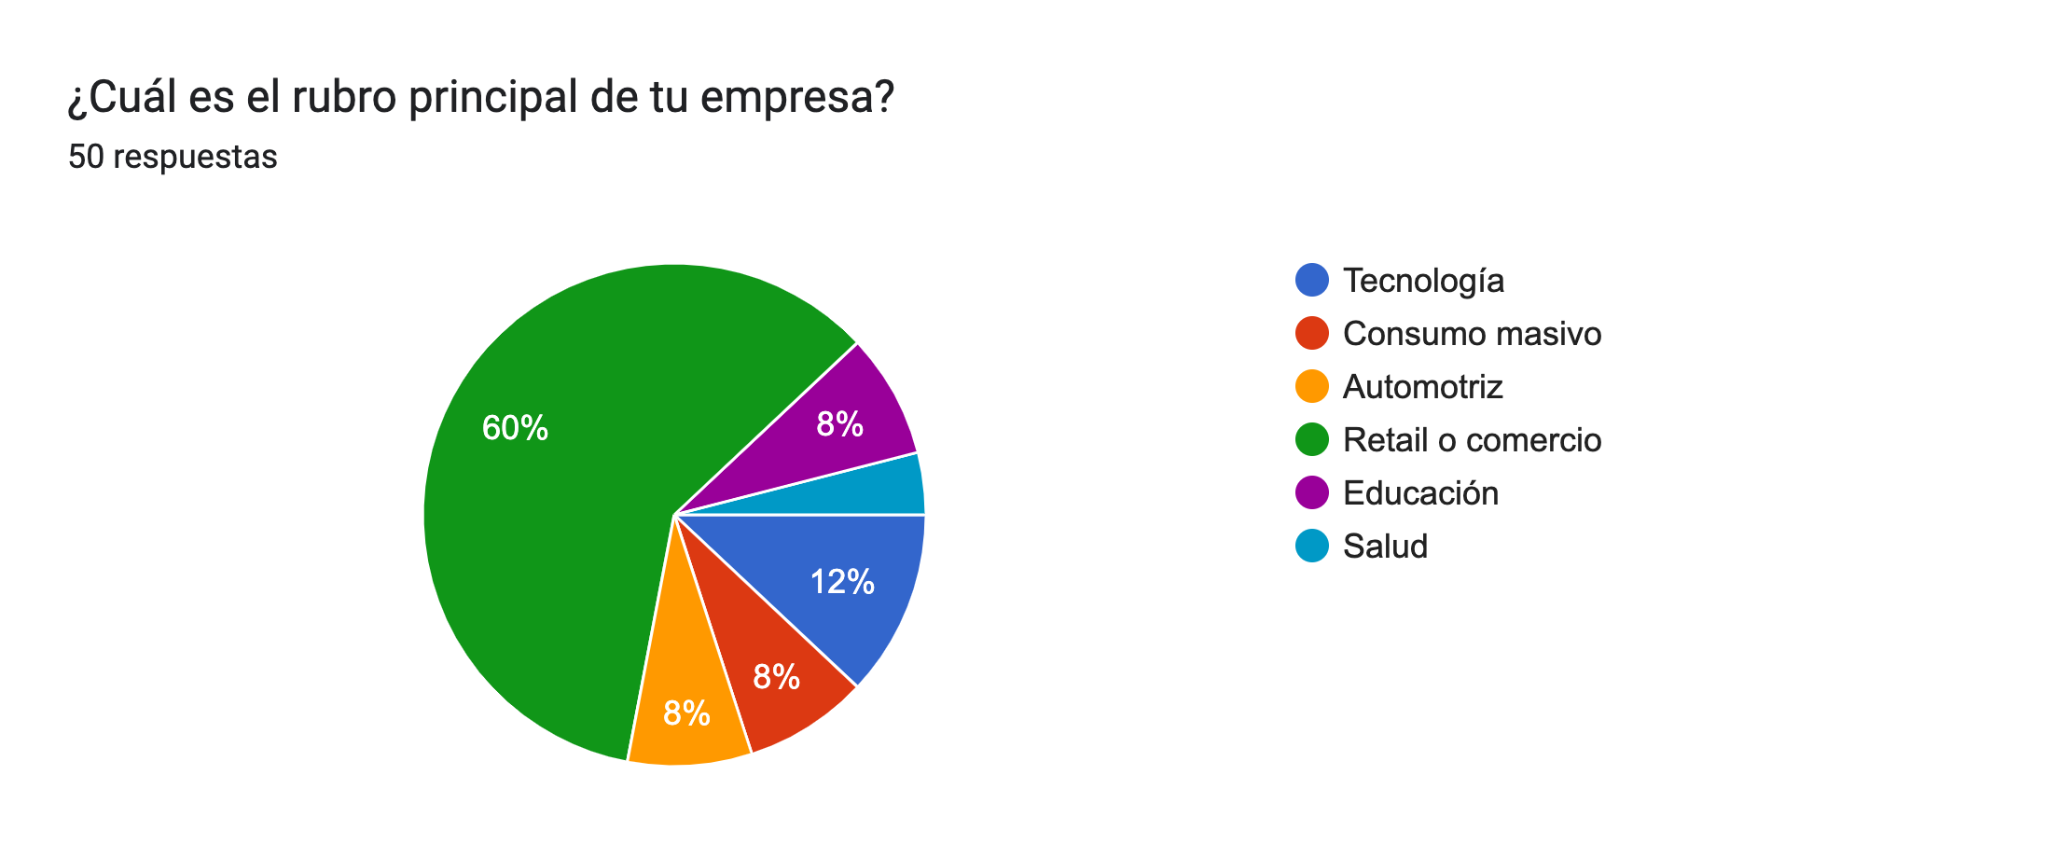 ¿Cuál es el rubro principal de tu empresa?
50 respuestas
60%
8%
12%
8%
8%
Tecnología
Consumo masivo
Automotriz
Retail o comercio
Educación
Salud